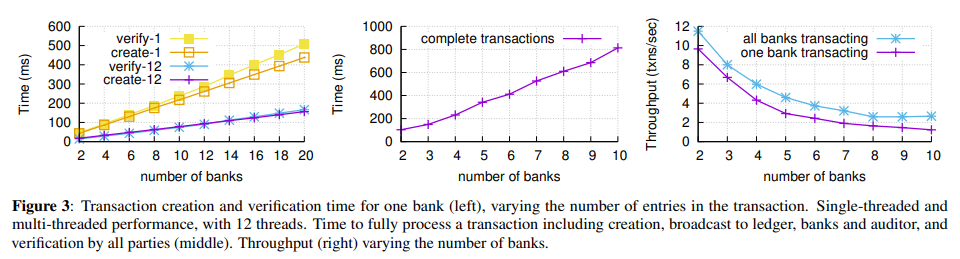 600
500
400
300
200
100
0
Time (ms)
verify-1
create-1
verify-12
create-12
2 4 6 8 10 12 14 16 18 20
number of banks
1000
800
600
400
200
0
Time (ms)
complete transactions
2 3 4 5 6 7 8 9 10
number of banks
12
10
8
6
4
2
0
Throughput (txns/sec)
all banks transacting
one bank transacting
2 3 4 5 6 7 8 9 10
number of banks
Figure 3: Transaction creation and verification time for one bank (left), varying the number of entries in the transaction. Single-threaded and
multi-threaded performance, with 12 threads. Time to fully process a transaction including creation, broadcast to ledger, banks and auditor, and
verification by all parties (middle). Throughput (right) varying the number of banks.